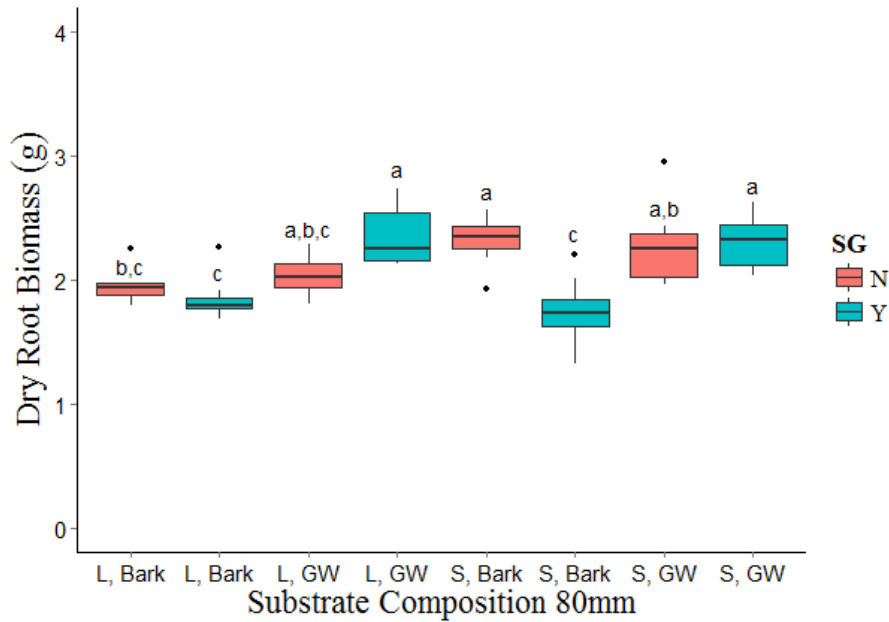 Dry Root Biomass (g)
4
3
2
1
0
b,c
c
a,b,c
a
a
c
a,b
a
L, Bark
L, Bark
L, GW
L, GW
S, Bark
S, Bark
S, GW
S, GW
Substrate Composition 80mm
SG
N
Y